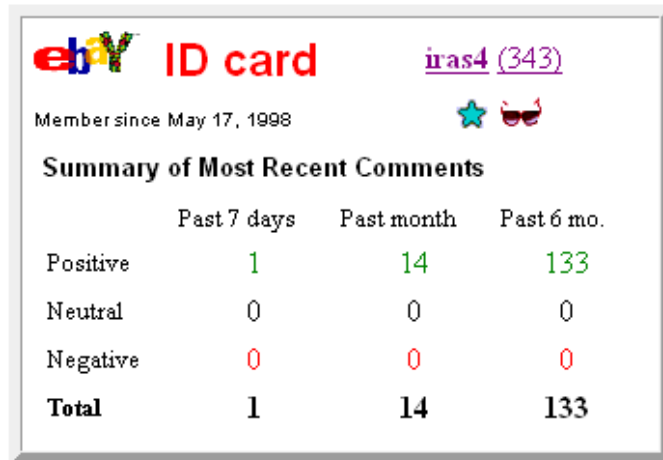 ebaY ID card iras4 (343)
Member since May 17, 1998
Summary of Most Recent Comments
Past 7 days Past month Past 6 mo.
Positive 1 14 133
Neutral 0 0 0
Negative 0 0 0
Total 1 14 133